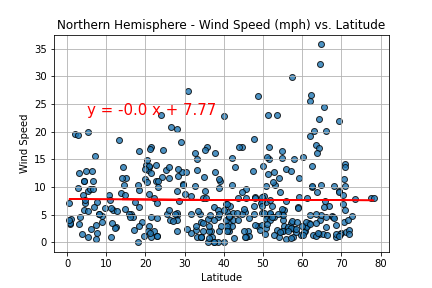 Northern Hemisphere - Wind Speed (mph) vs. Latitude
35
30
25
20
15
10
5
0
Wind Speed
y = -0.0 x + 7.77
0 10 20 30 40 50 60 70 80
Latitude